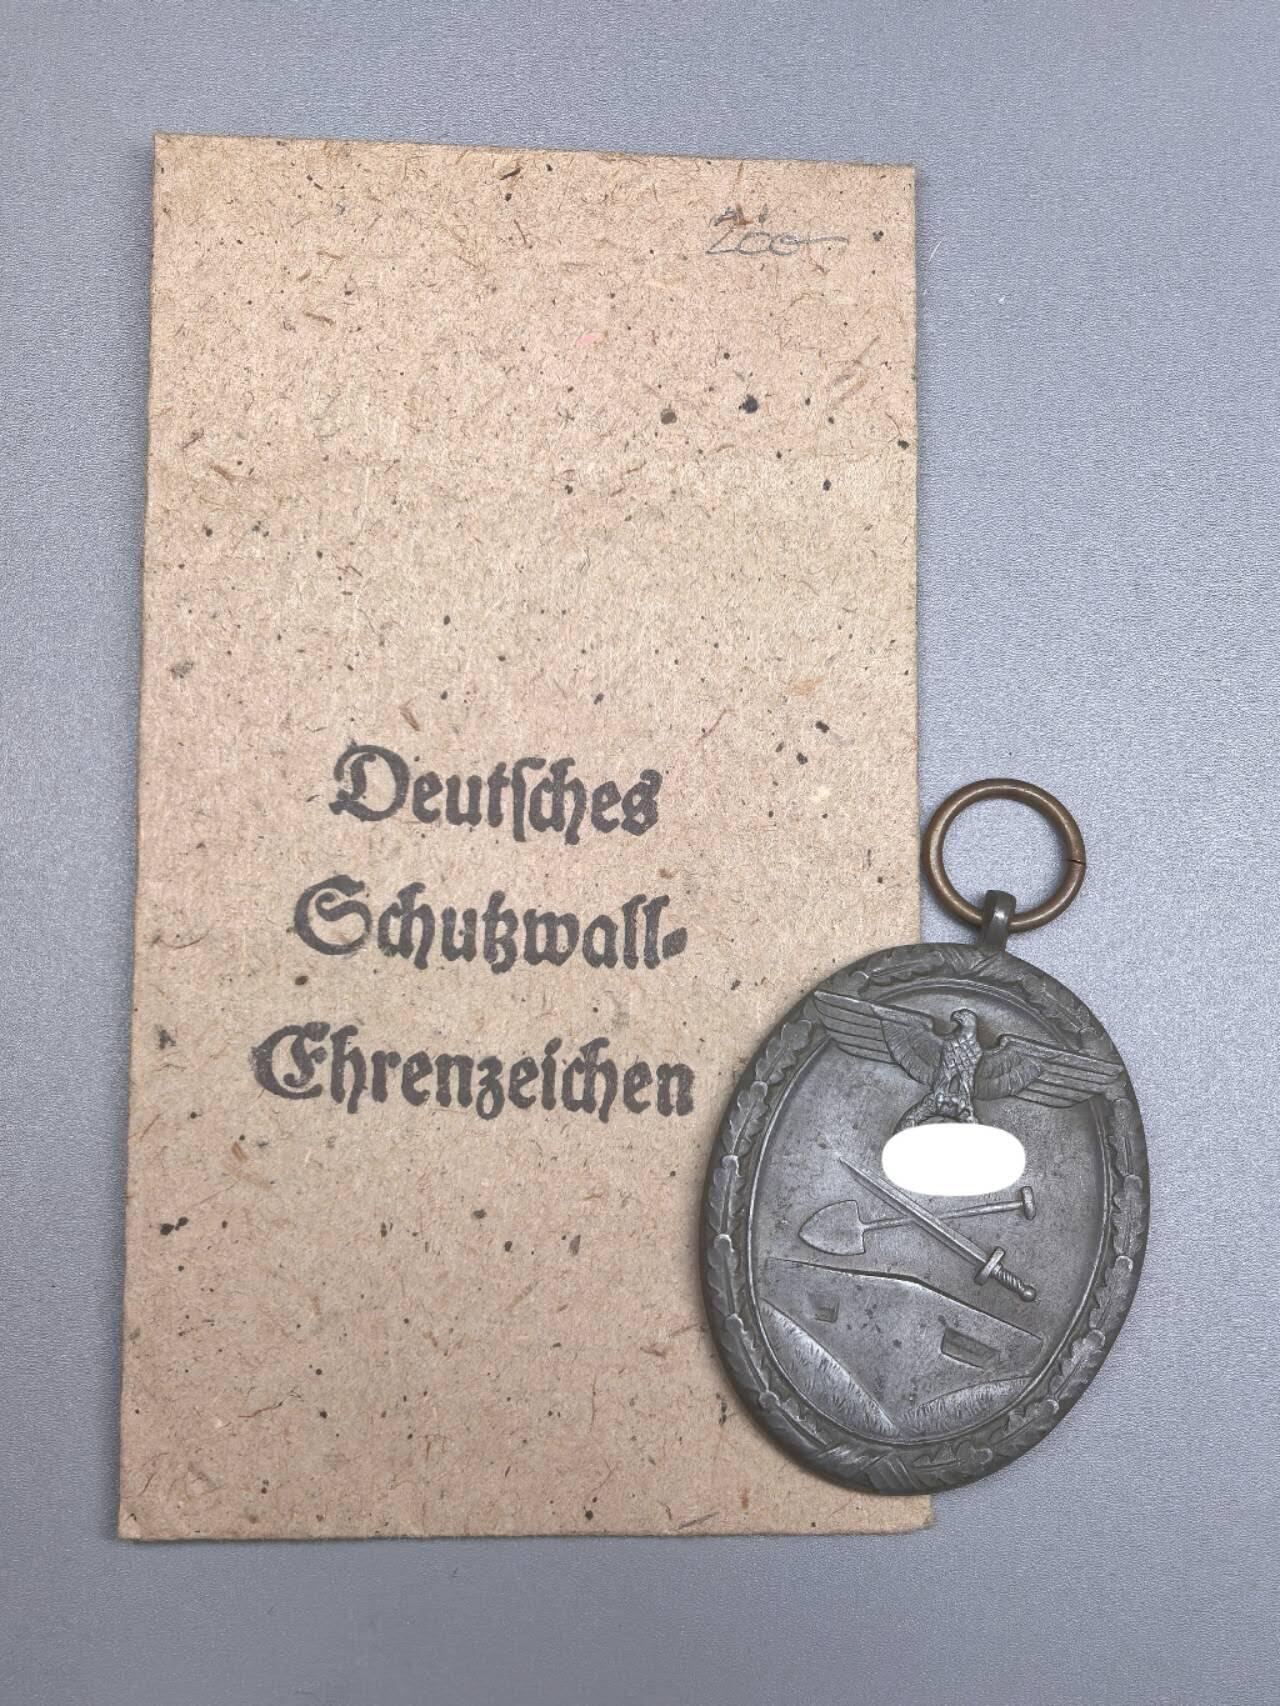 200-
Deutsches
Schutzwall-
Ehrenzeichen